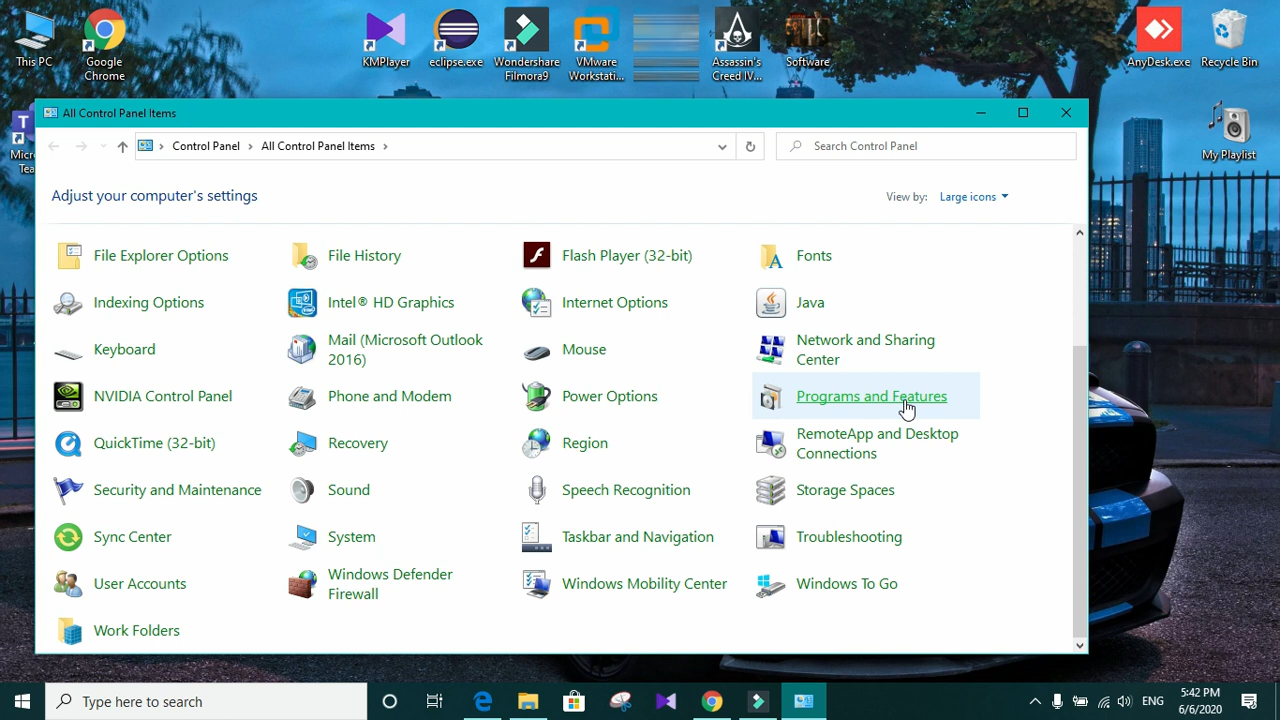 This PC
Google
Chrome
KMPlayer
eclipse.exe
Wondershare
Filmora9
VMware
Workstati...
Assassin's
Creed IV...
Software
AnyDesk.exe
Recycle Bin
My Playlist
All Control Panel Items
Control Panel
All Control Panel Items
Search Control Panel
Adjust your computer's settings
View by: Large icons
File Explorer Options
File History
Flash Player (32-bit)
Fonts
Indexing Options
Intel® HD Graphics
Internet Options
Java
Keyboard
Mail (Microsoft Outlook
2016)
Mouse
Network and Sharing
Center
NVIDIA Control Panel
Phone and Modem
Power Options
Programs and Features
QuickTime (32-bit)
Recovery
Region
RemoteApp and Desktop
Connections
Security and Maintenance
Sound
Speech Recognition
Storage Spaces
Sync Center
System
Taskbar and Navigation
Troubleshooting
User Accounts
Windows Defender
Firewall
Windows Mobility Center
Windows To Go
Work Folders
Type here to search
ENG
5:42 PM
6/6/2020